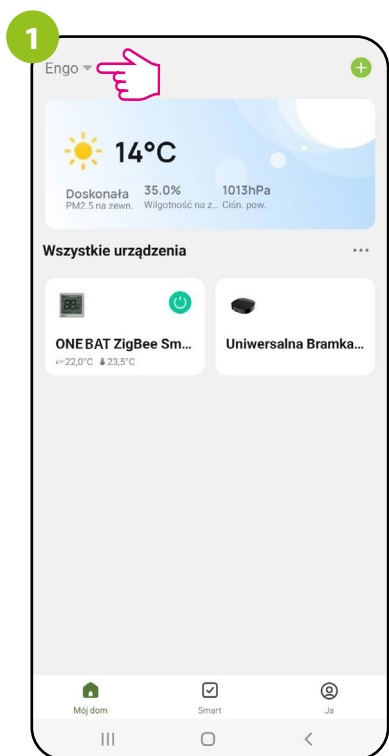 1
Engo
14°C
Doskonała 35.0% 1013hPa
PM2.5 na zewn. Wilgotność na z... Ciśn. pow.
Wszystkie urządzenia
ONE BAT ZigBee Sm... Uniwersalna Bramka...
22,0°C 23,5°C
Mój dom Smart Ja